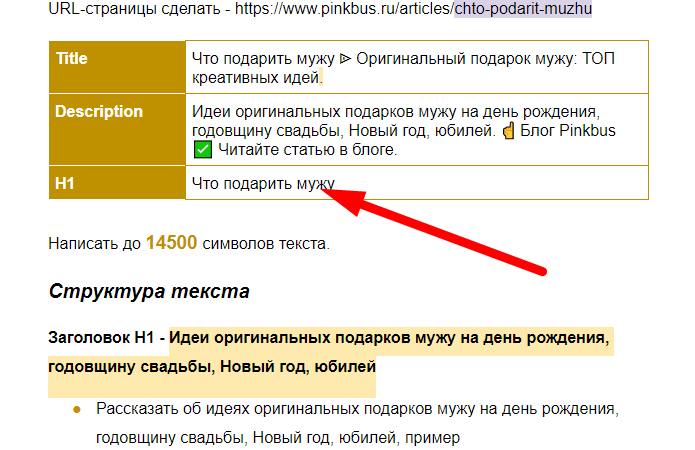 URL-страницы сделать - https://www.pinkbus.ru/articles/chto-podarit-muzhu
Title
Что подарить мужу ⩥ Оригинальный подарок мужу: ТОП
креативных идей.
Description
Идеи оригинальных подарков мужу на день рождения,
годовщину свадьбы, Новый год, юбилей. ☝ Блог Pinkbus
✅ Читайте статью в блоге.
H1
Что подарить мужу
Написать до 14500 символов текста.
Структура текста
Заголовок H1 - Идеи оригинальных подарков мужу на день рождения,
годовщину свадьбы, Новый год, юбилей
● Рассказать об идеях оригинальных подарков мужу на день рождения,
годовщину свадьбы, Новый год, юбилей, пример